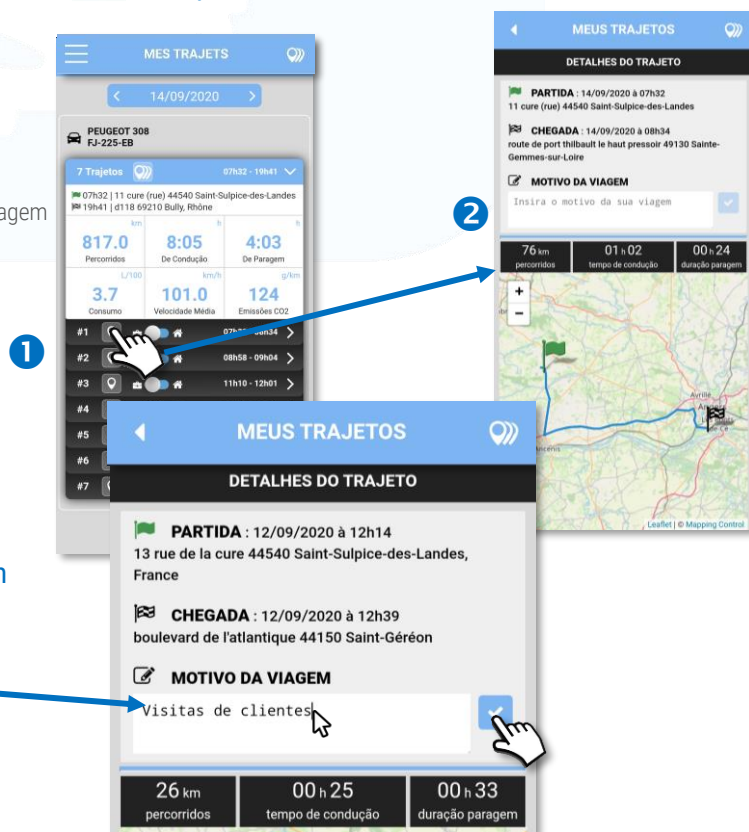 MES TRAJETS
14/09/2020
PEUGEOT 308
FJ-225-EB
7 Trajetos
07h32 - 19h41
07h32 | 11 cure (rue) 44540 Saint-Sulpice-des-Landes
19h41 | d118 69210 Bully, Rhône
km
h
h
817.0
8:05
4:03
Percorridos
De Condução
De Paragem
L/100
km/h
g/km
3.7
101.0
124
Consumo
Velocidade Média
Emissões CO2
#1
#2 08h58 - 09h04
#3 11h10 - 12h01
#4
#5
#6
#7
1
agem
2
MEUS TRAJETOS
DETALHES DO TRAJETO
PARTIDA : 14/09/2020 à 07h32
11 cure (rue) 44540 Saint-Sulpice-des-Landes
CHEGADA : 14/09/2020 à 08h34
route de port thilbault le haut pressoir 49130 Sainte-
Gemmes-sur-Loire
MOTIVO DA VIAGEM
Insira o motivo da sua viagem
76 km
01 h 02
00 h 24
percorridos
tempo de condução
duração paragem
+
-
Avrillé
Leaflet | © Mapping Control
MEUS TRAJETOS
DETALHES DO TRAJETO
PARTIDA : 12/09/2020 à 12h14
13 rue de la cure 44540 Saint-Sulpice-des-Landes,
France
CHEGADA : 12/09/2020 à 12h39
boulevard de l'atlantique 44150 Saint-Géréon
MOTIVO DA VIAGEM
Visitas de clientes
26 km
00 h 25
00 h 33
percorridos
tempo de condução
duração paragem